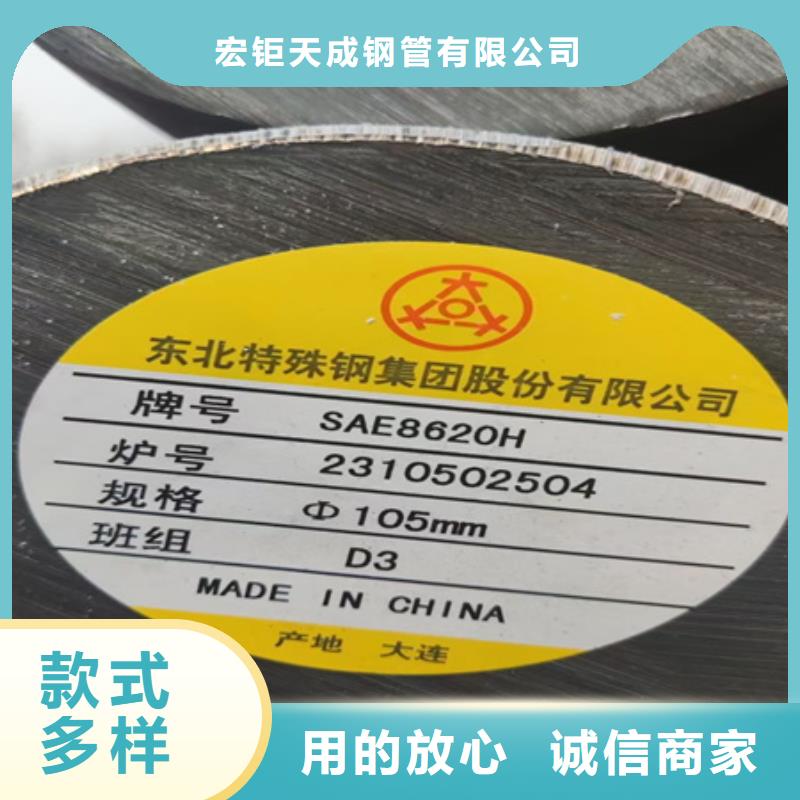 宏钜天成钢管有限公司
东北特殊钢集团股份有限公司
牌号 SAE8620H
炉号 2310502504
规格 Φ105mm
班组 D3
MADE IN CHINA
产地 大连
款式
多样
用的放心 诚信商家